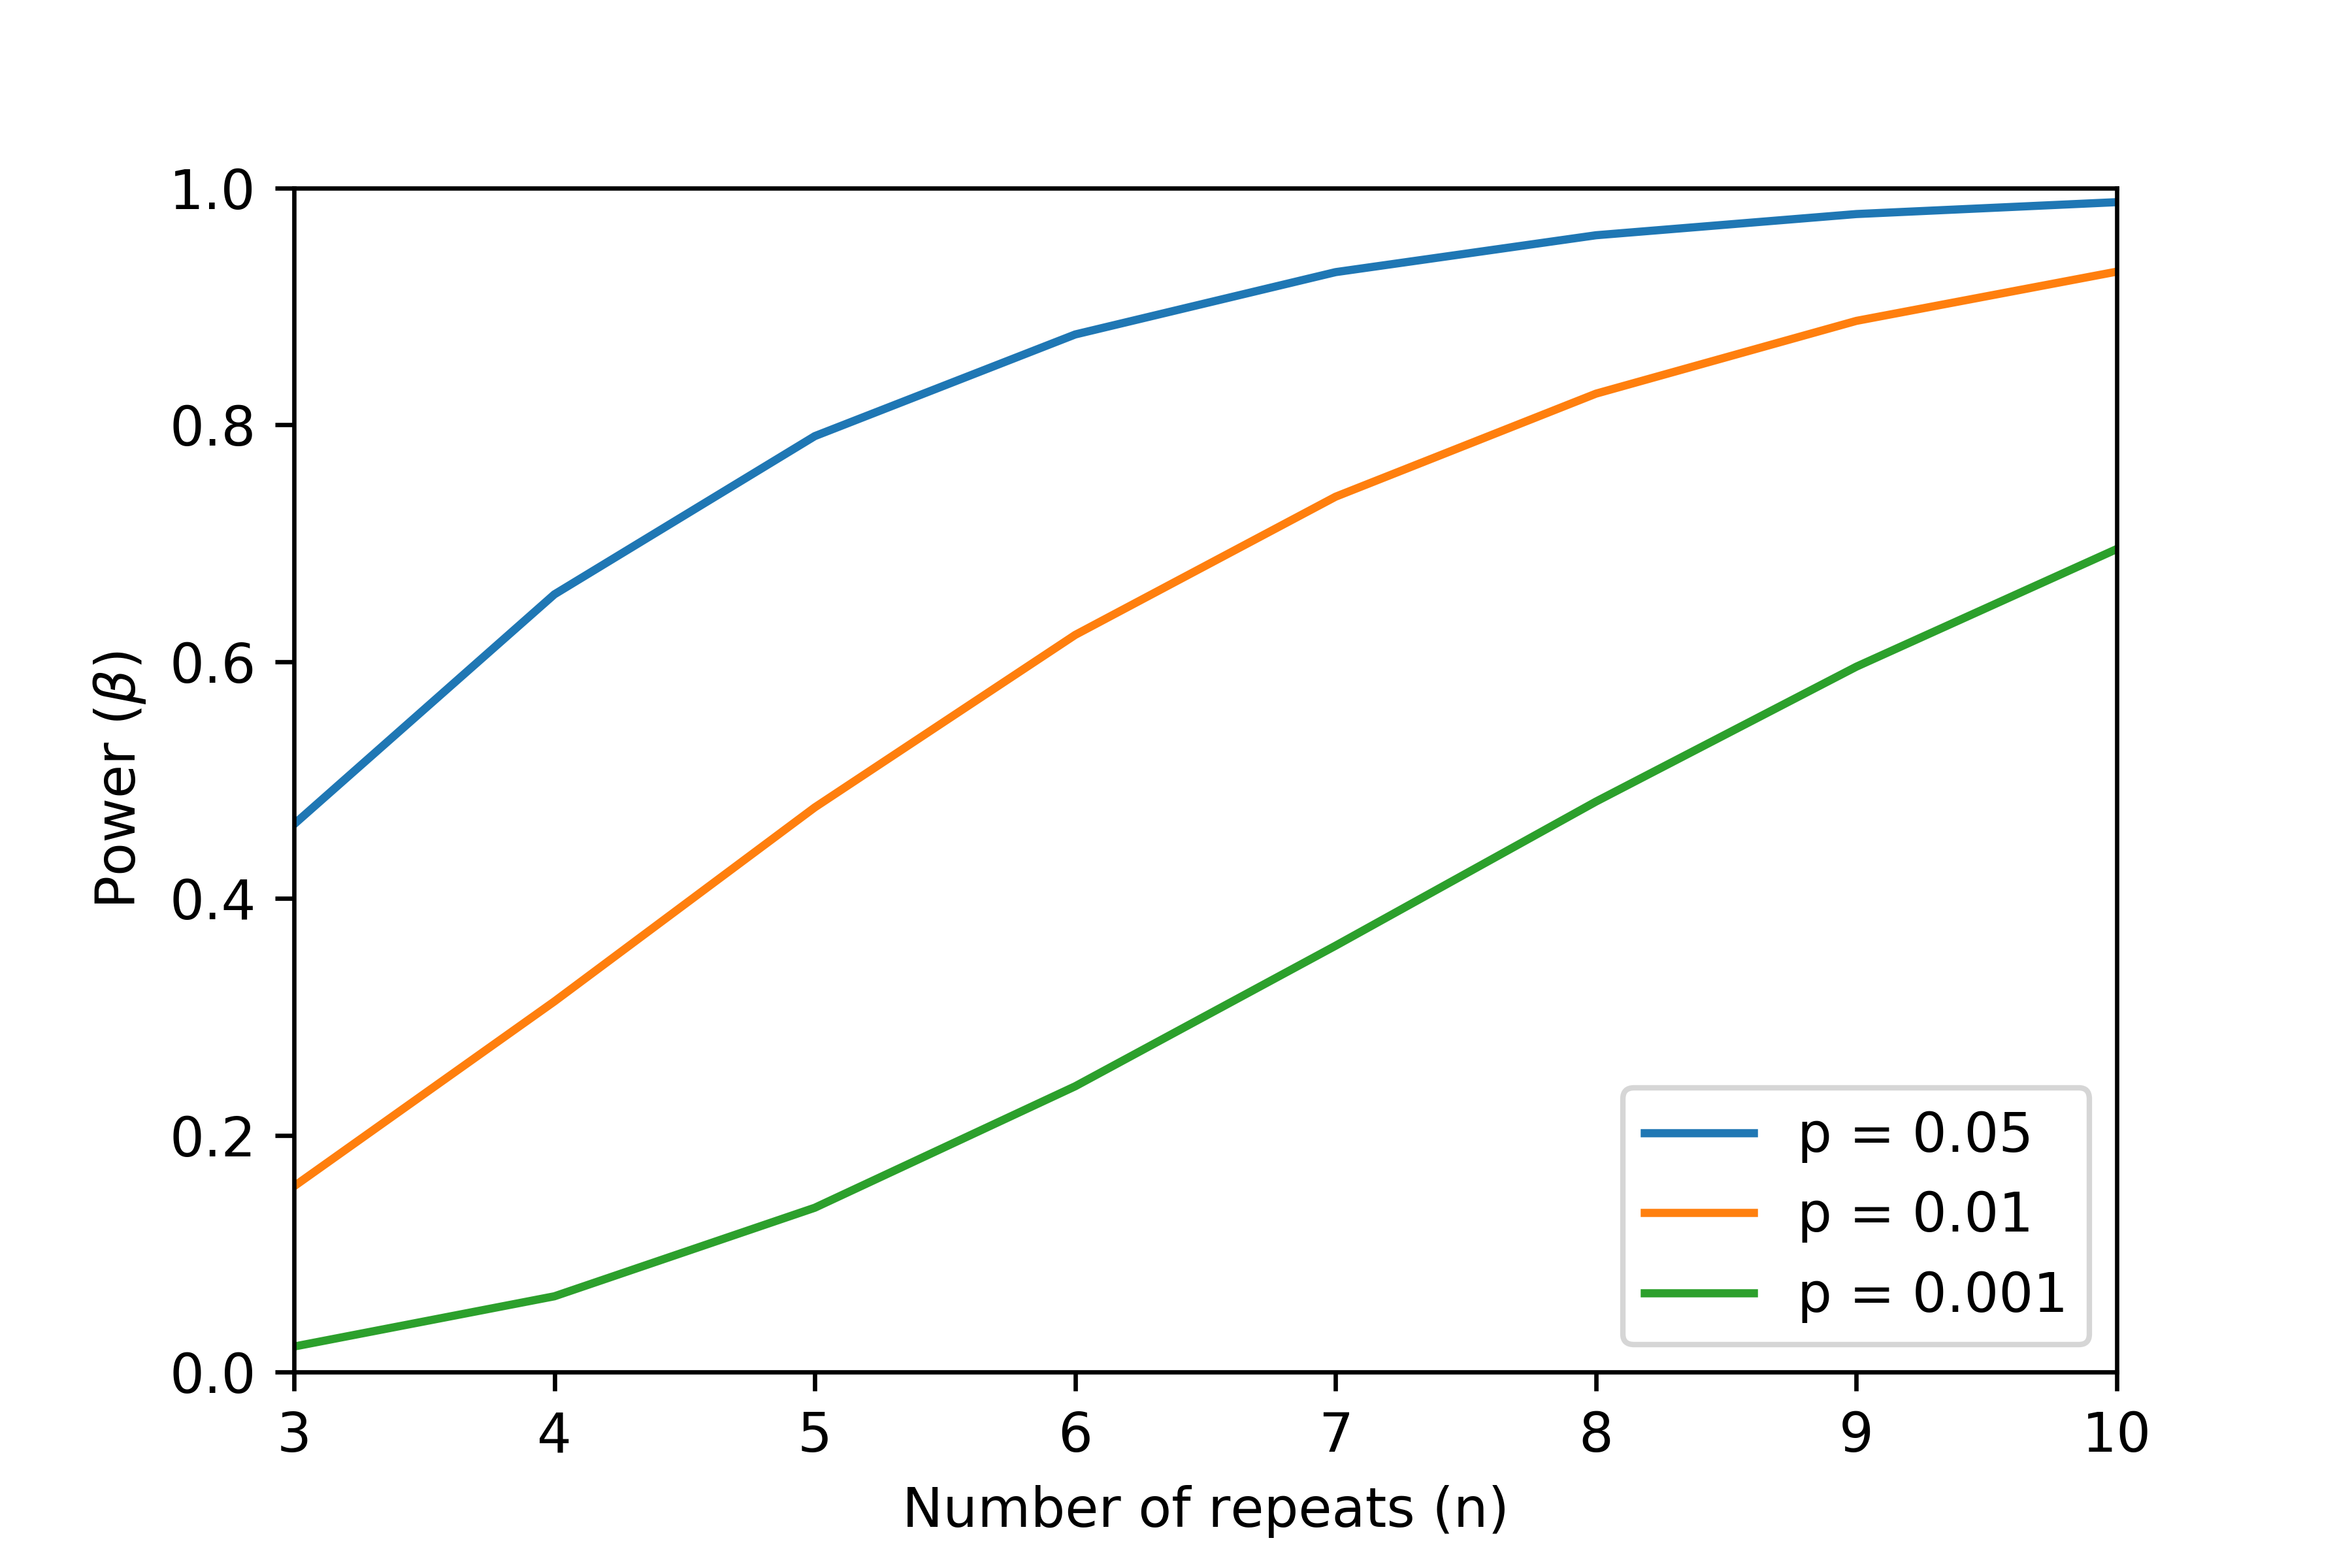 1.0
0.8
0.6
0.4
0.2
0.0
Power (β)
3 4 5 6 7 8 9 10
Number of repeats (n)
p = 0.05
p = 0.01
p = 0.001